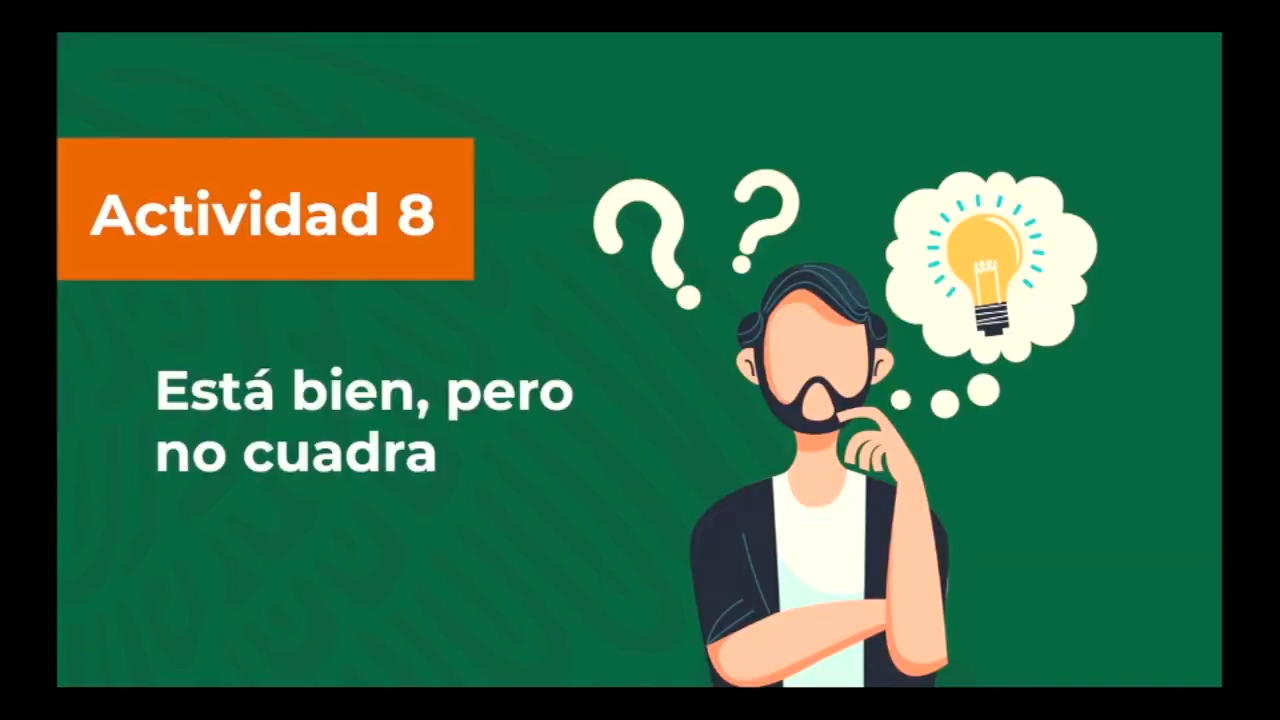 Actividad 8
Está bien, pero
no cuadra